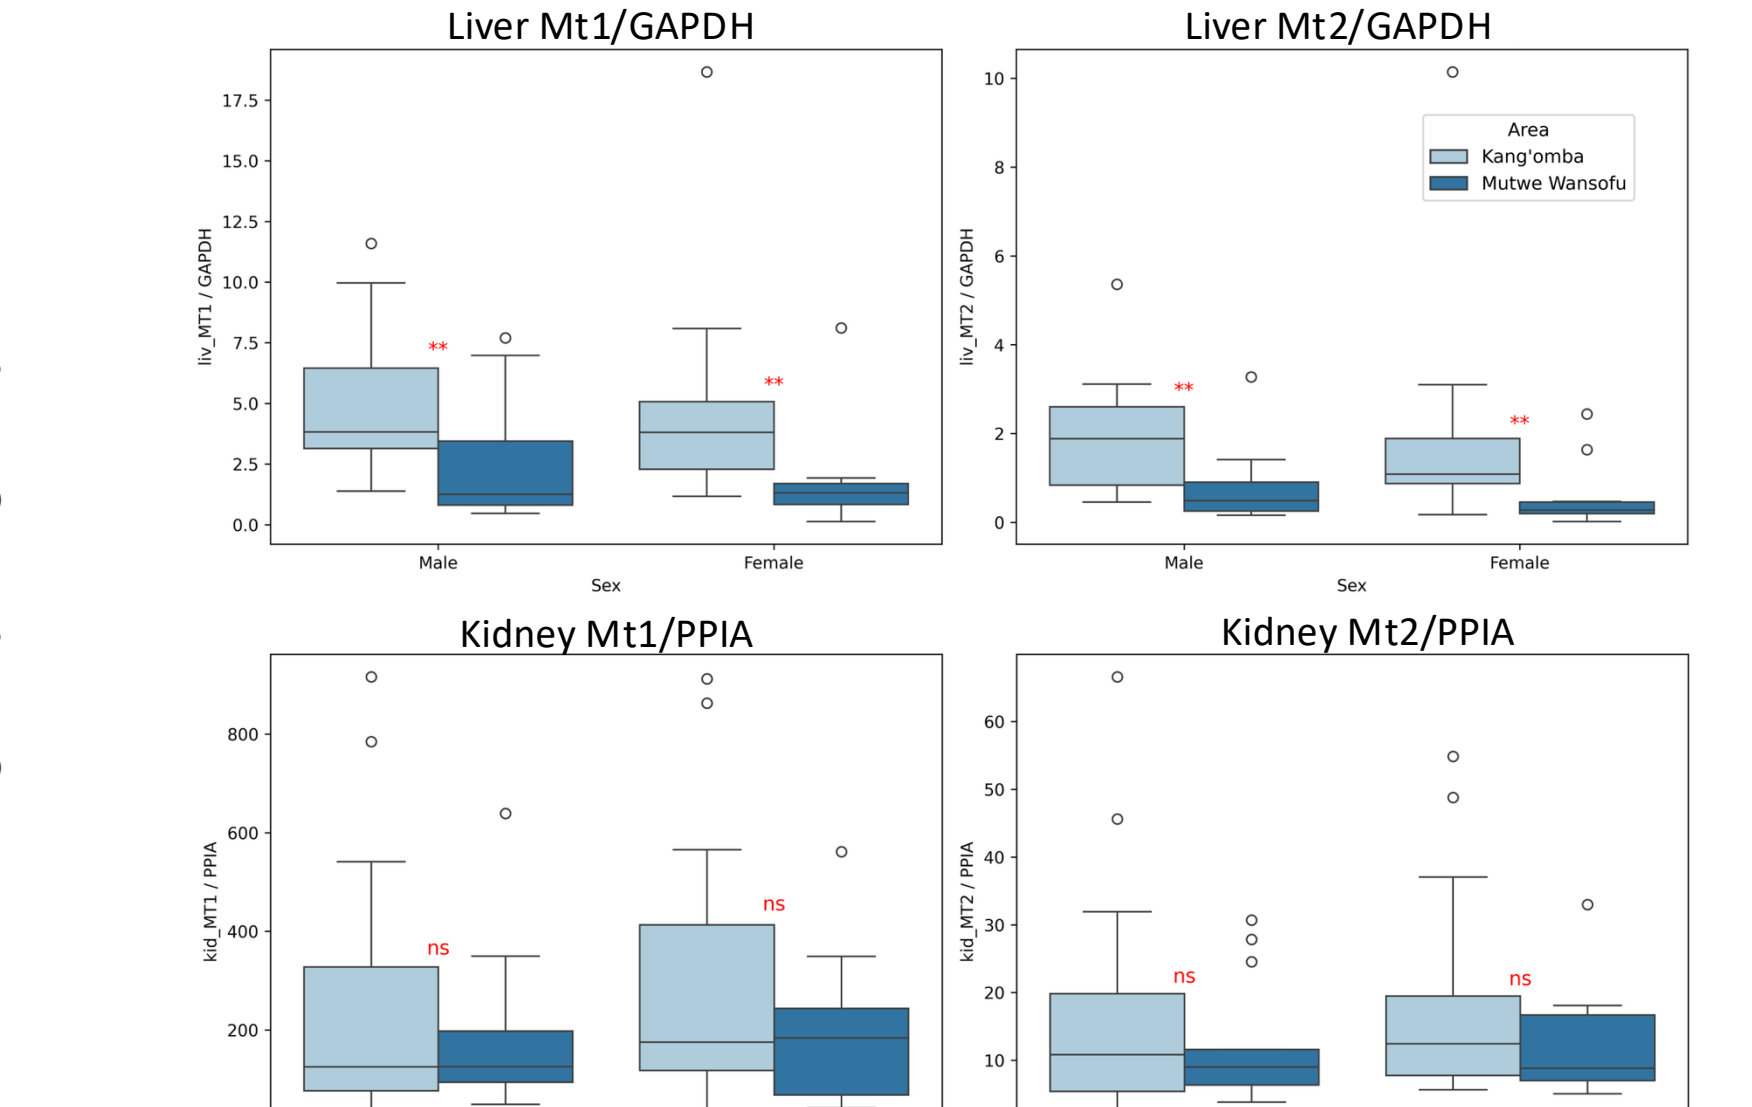 Liver Mt1/GAPDH
17.5
15.0
12.5
10.0
7.5
5.0
2.5
0.0
liv_MT1 / GAPDH
**
**
Male
Female
Sex
Liver Mt2/GAPDH
10
8
6
4
2
0
liv_MT2 / GAPDH
Area
Kang'omba
Mutwe Wansofu
**
**
Male
Female
Sex
Kidney Mt1/PPIA
800
600
400
200
kid_MT1 / PPIA
ns
ns
Kidney Mt2/PPIA
60
50
40
30
20
10
kid_MT2 / PPIA
ns
ns